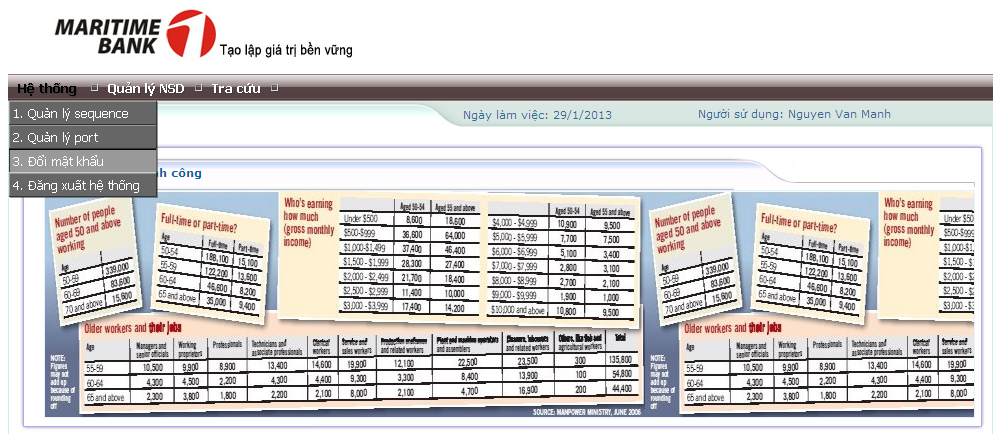 MARITIME
BANK
Tạo lập giá trị bền vững
Hệ thống Quản lý NSD Tra cứu
1. Quản lý sequence
2. Quản lý port
3. Đổi mật khẩu
4. Đăng xuất hệ thống
Ngày làm việc: 29/1/2013 Người sử dụng: Nguyen Van Manh
h công
Number of people
aged 50 and above
working
Age
50-59 339,000
60-69 83,600
70 and above 15,600
Full-time or part-time?
Age Full-time Part-time
50-54 188,100 15,100
55-59 122,200 13,600
60-64 46,600 8,200
65 and above 35,000 9,400
Who's earning
how much
(gross monthly
income)
Aged 50-54 Aged 55 and above
Under $500 8,600 18,600
$500-$999 36,600 64,000
$1,000-$1,499 37,400 46,400
$1,500 - $1,999 28,300 27,400
$2,000 - $2,499 21,700 18,400
$2,500 - $2,999 11,400 10,000
$3,000 - $3,999 17,400 14,200
Aged 50-54 Aged 55 and above
$4,000 - $4,999 10,900 9,500
$5,000 - $5,999 7,700 7,500
$6,000 - $6,999 5,100 3,400
$7,000 - $7,999 2,800 3,100
$8,000 - $8,999 2,700 2,100
$9,000 - $9,999 1,900 1,000
$10,000 and above 10,800 9,500
Older workers and their jobs
NOTE:
Figures
may not
add up
because of
rounding
off
Age Managers and senior officials Working proprietors Professionals Technicians and associate professionals Clerical workers Service and sales workers Production craftsmen and related workers Plant and machine operators and assemblers Cleaners, labourers and related workers Others, like fish and agricultural workers Total
55-59 10,500 9,900 8,900 13,400 14,600 19,900 12,100 22,500 23,500 300 135,800
60-64 4,300 4,500 2,200 4,300 4,400 9,300 3,300 8,400 13,900 100 54,800
65 and above 2,300 3,800 1,800 2,200 2,100 8,000 2,100 4,700 16,900 200 44,400
SOURCE: MANPOWER MINISTRY, JUNE 2006
Number of people
aged 50 and above
working
Age
50-59 339,000
60-69 83,600
70 and above 15,600
Full-time or part-time?
Age Full-time Part-time
50-54 188,100 15,100
55-59 122,200 13,600
60-64 46,600 8,200
65 and above 35,000 9,400
Who's earning
how much
(gross monthly
income)
Under $50
$500-$999
$1,000-$1,
$1,500 - $1
$2,000 - $2
$2,500 - $2
$3,000 - $3
Older workers and their jobs
NOTE:
Figures
may not
add up
because of
rounding
off
Age Managers and senior officials Working proprietors Professionals Technicians and associate professionals Clerical workers Service and sales workers
55-59 10,500 9,900 8,900 13,400 14,600 19,900
60-64 4,300 4,500 2,200 4,300 4,400 9,300
65 and above 2,300 3,800 1,800 2,200 2,100 8,0